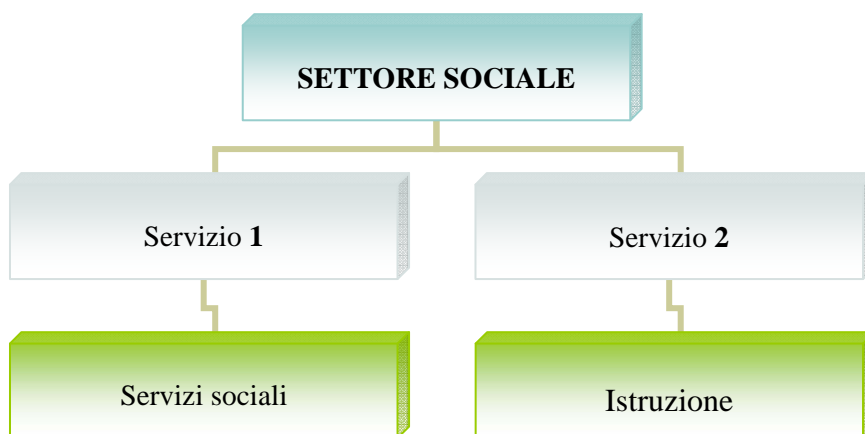 SETTORE SOCIALE
Servizio 1
Servizio 2
Servizi sociali
Istruzione